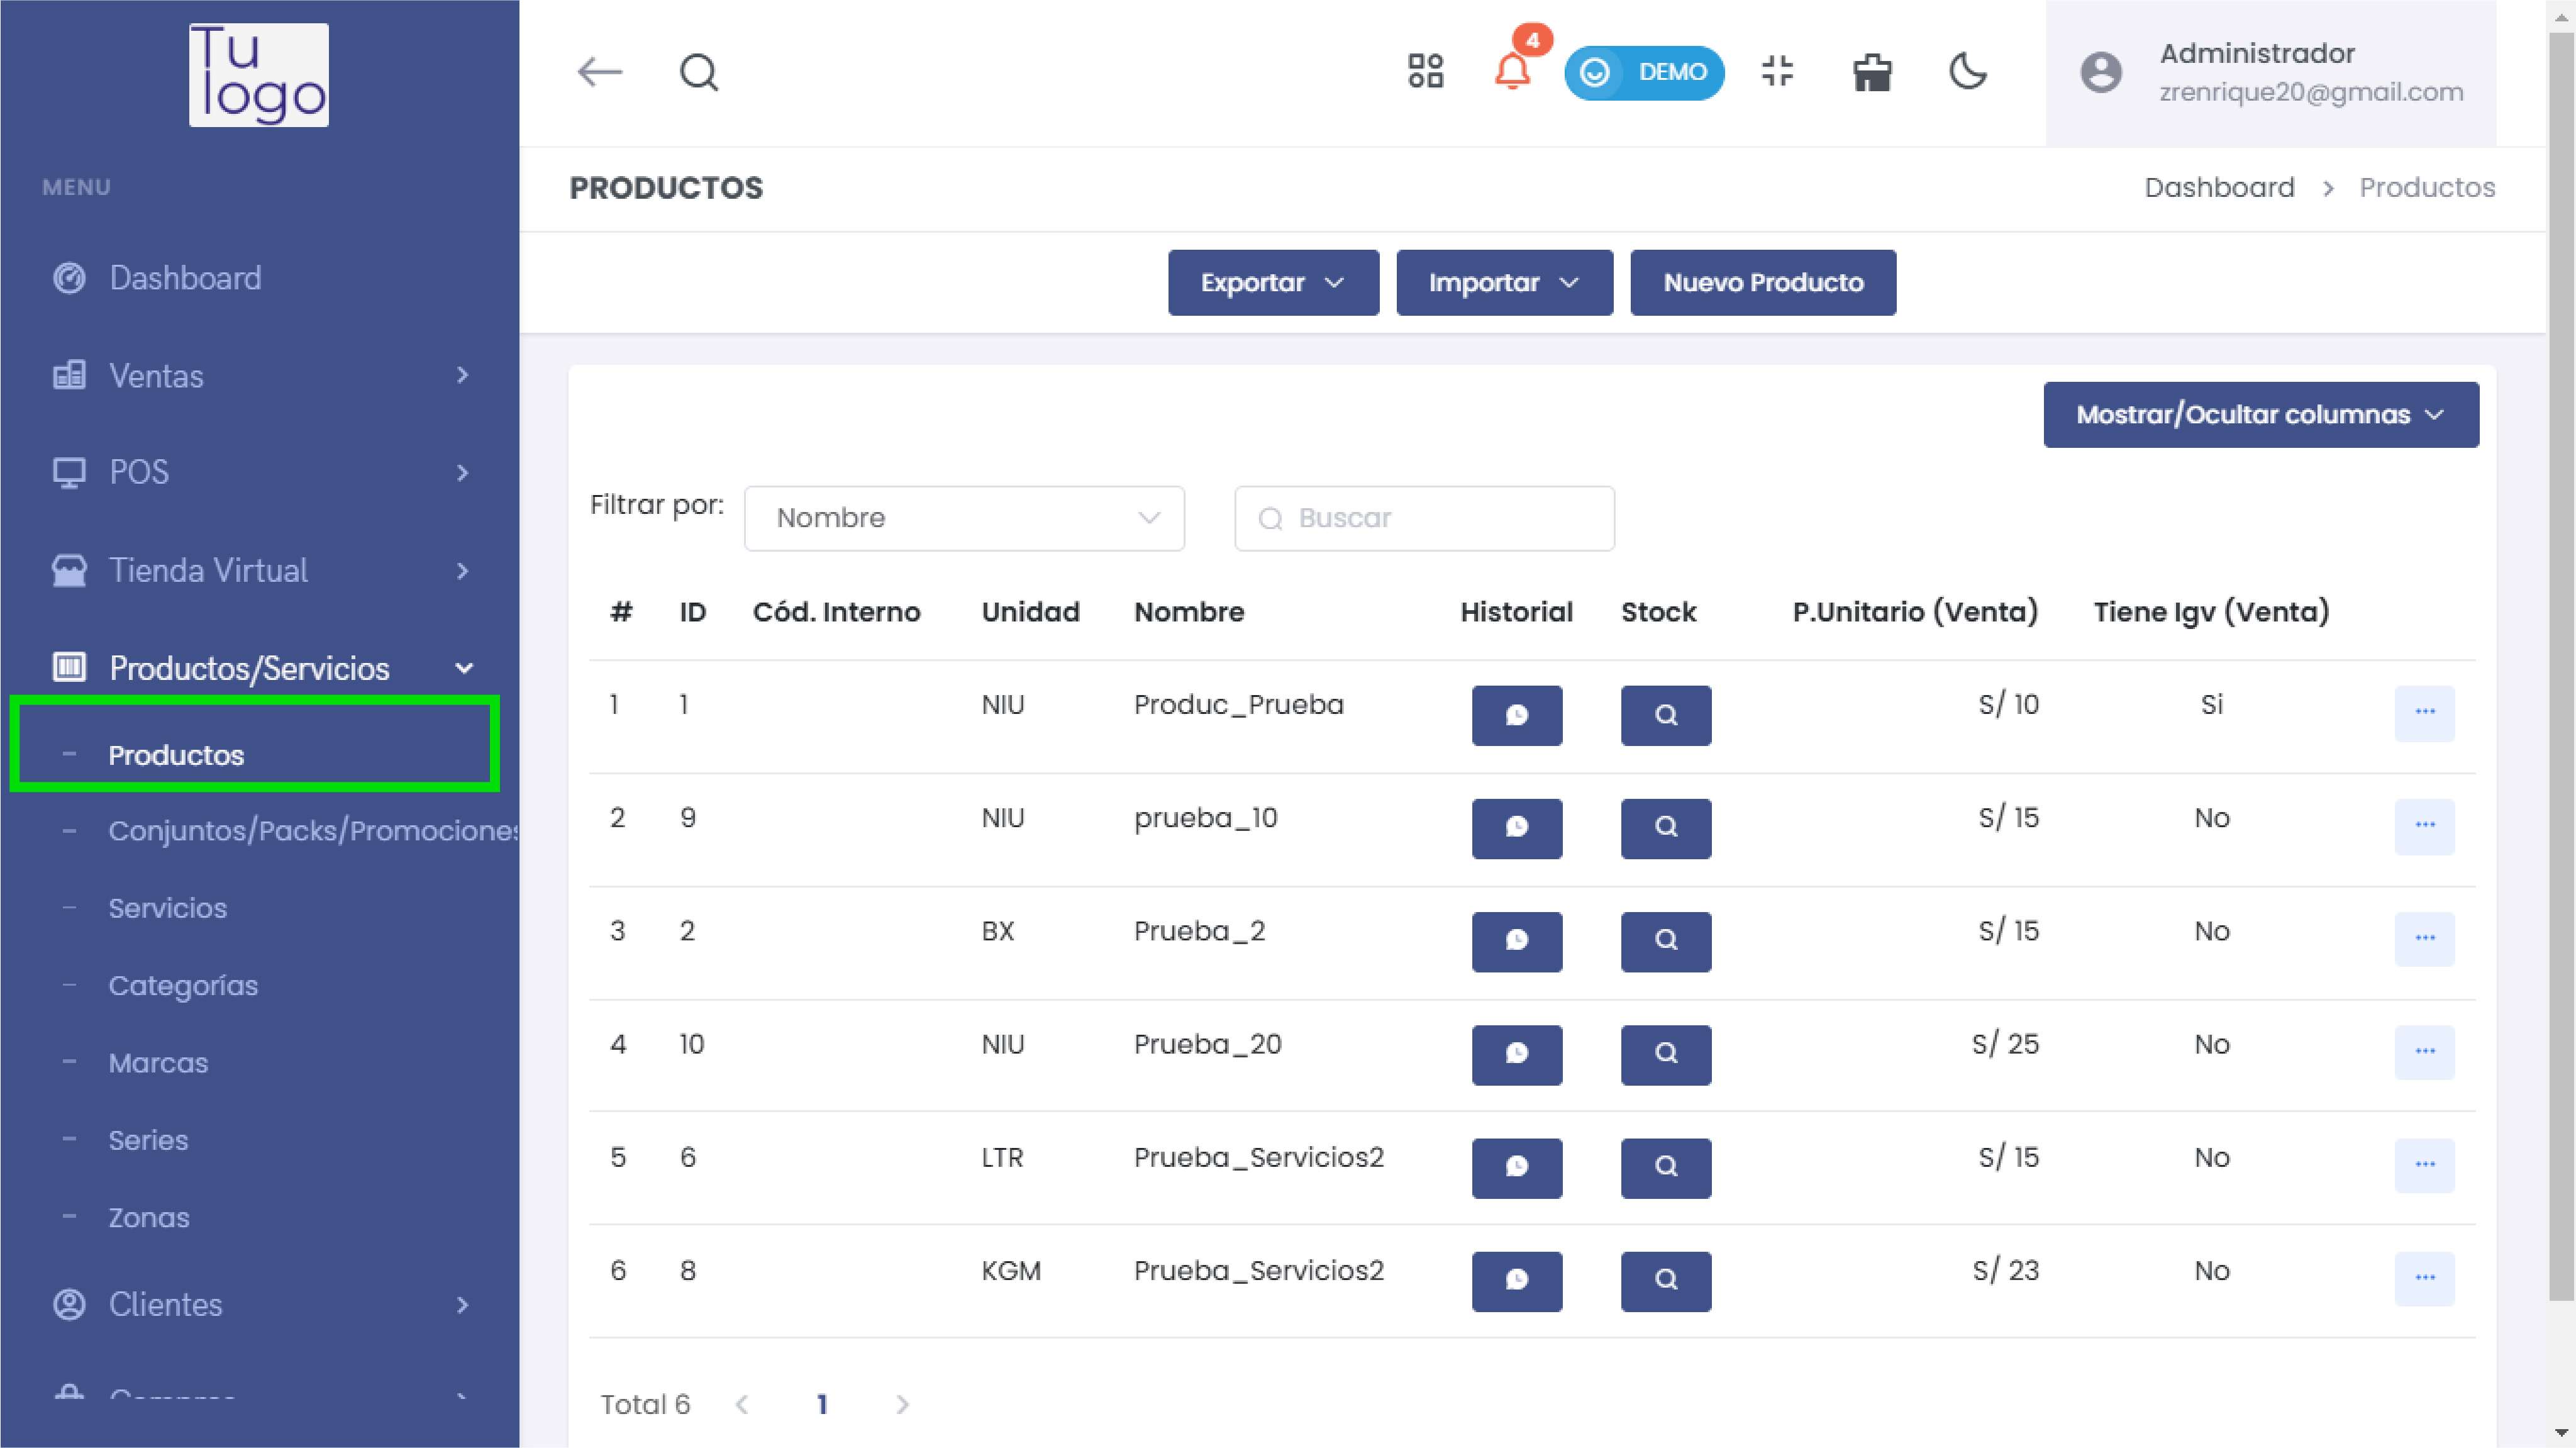 Tu
logo
4
DEMO
Administrador
zrenrique20@gmail.com
MENU
PRODUCTOS
Dashboard > Productos
Dashboard
Exportar
Importar
Nuevo Producto
Ventas
Mostrar/Ocultar columnas
POS
Filtrar por:
Nombre
Buscar
Tienda Virtual
# ID Cód. Interno Unidad Nombre Historial Stock P.Unitario (Venta) Tiene Igv (Venta)
Productos/Servicios
1 1 NIU Produc_Prueba S/ 10 Si ...
- Productos
2 9 NIU prueba_10 S/ 15 No ...
- Conjuntos/Packs/Promociones
- Servicios
3 2 BX Prueba_2 S/ 15 No ...
- Categorías
4 10 NIU Prueba_20 S/ 25 No ...
- Marcas
- Series
5 6 LTR Prueba_Servicios2 S/ 15 No ...
- Zonas
6 8 KGM Prueba_Servicios2 S/ 23 No ...
Clientes
Total 6 < 1 >